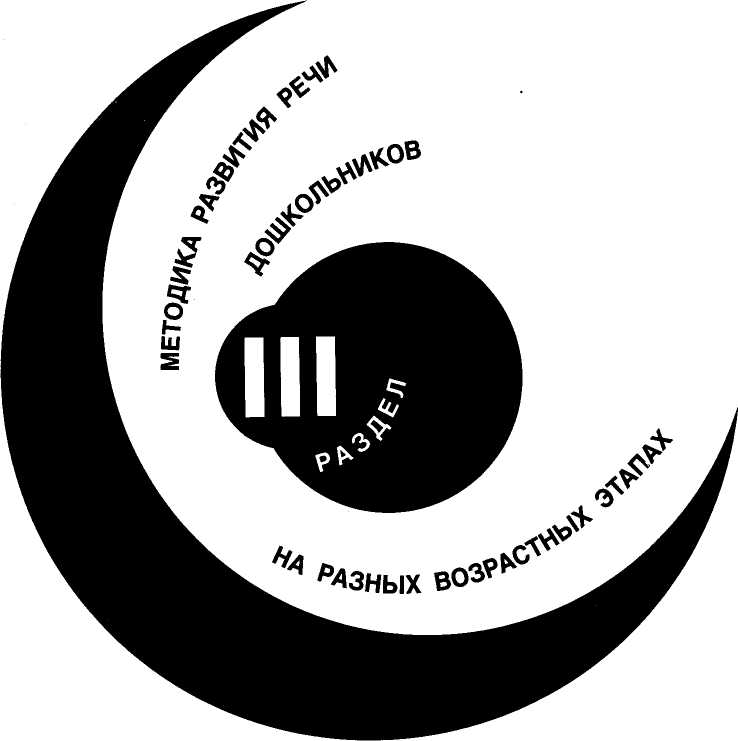 МЕТОДИКА РАЗВИТИЯ РЕЧИ
ДОШКОЛЬНИКОВ
III
РАЗДЕЛ
НА РАЗНЫХ ВОЗРАСТНЫХ ЭТАПАХ